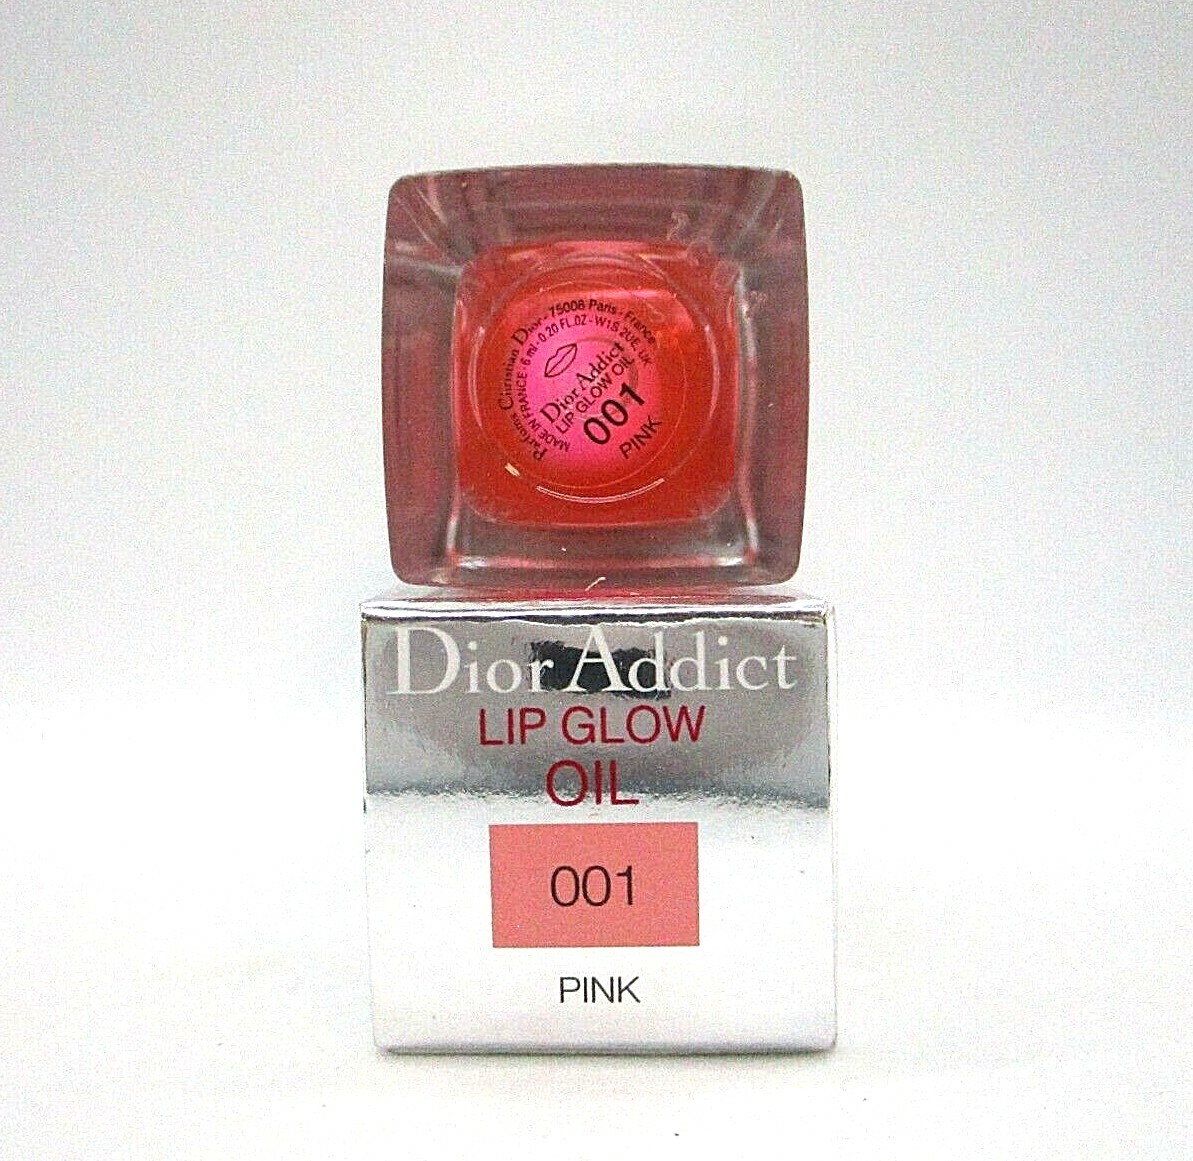 Parfums Christian Dior - 75008 Paris - France
MADE IN FRANCE - 6 ml - 0.20 FL.OZ - W1S 2UE, UK
Dior Addict
LIP GLOW OIL
001
PINK
Dior Addict
LIP GLOW
OIL
001
PINK